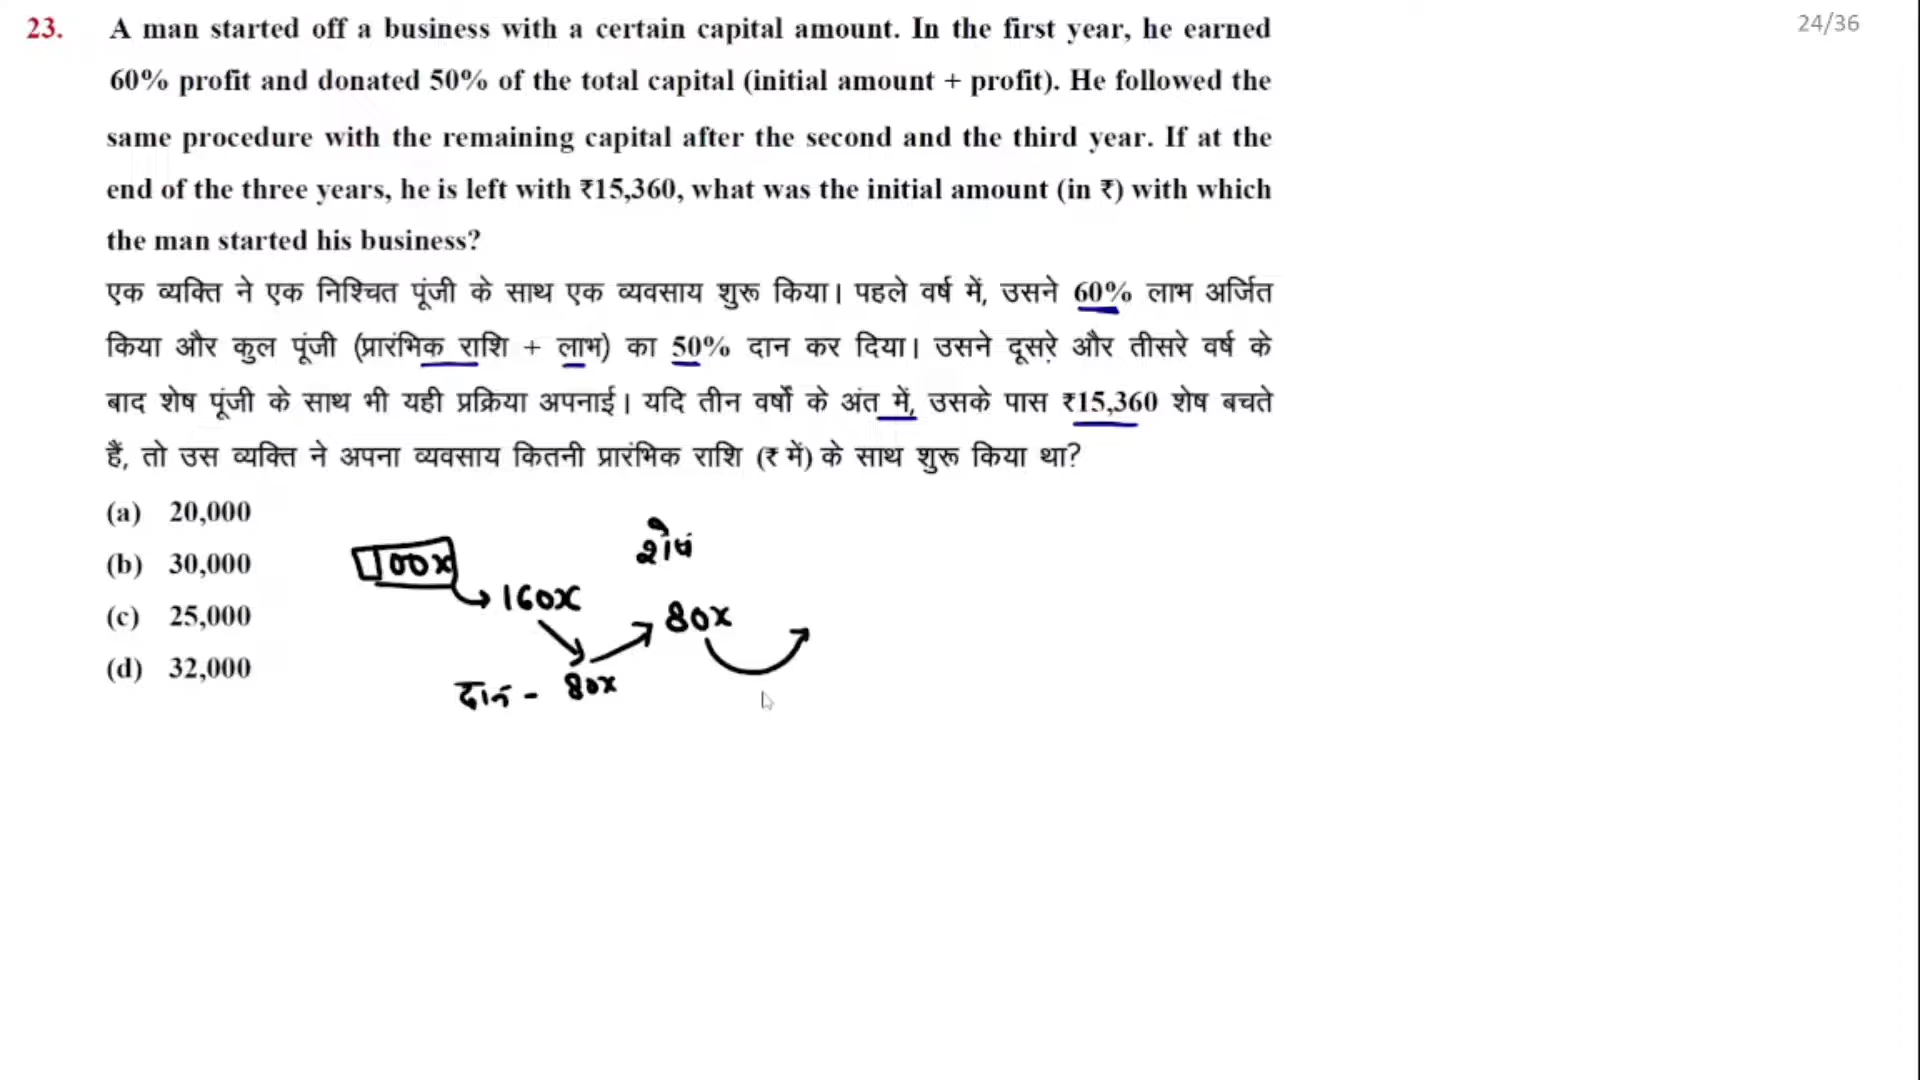 24/36
23. A man started off a business with a certain capital amount. In the first year, he earned
60% profit and donated 50% of the total capital (initial amount + profit). He followed the
same procedure with the remaining capital after the second and the third year. If at the
end of the three years, he is left with ₹15,360, what was the initial amount (in ₹) with which
the man started his business?
एक व्यक्ति ने एक निश्चित पूंजी के साथ एक व्यवसाय शुरू किया। पहले वर्ष में, उसने 60% लाभ अर्जित
किया और कुल पूंजी (प्रारंभिक राशि + लाभ) का 50% दान कर दिया। उसने दूसरे और तीसरे वर्ष के
बाद शेष पूंजी के साथ भी यही प्रक्रिया अपनाई। यदि तीन वर्षों के अंत में, उसके पास ₹15,360 शेष बचते
हैं, तो उस व्यक्ति ने अपना व्यवसाय कितनी प्रारंभिक राशि (₹ में) के साथ शुरू किया था?
(a) 20,000
(b) 30,000
(c) 25,000
(d) 32,000
शेष
100x
160x
80x
दान - 80x